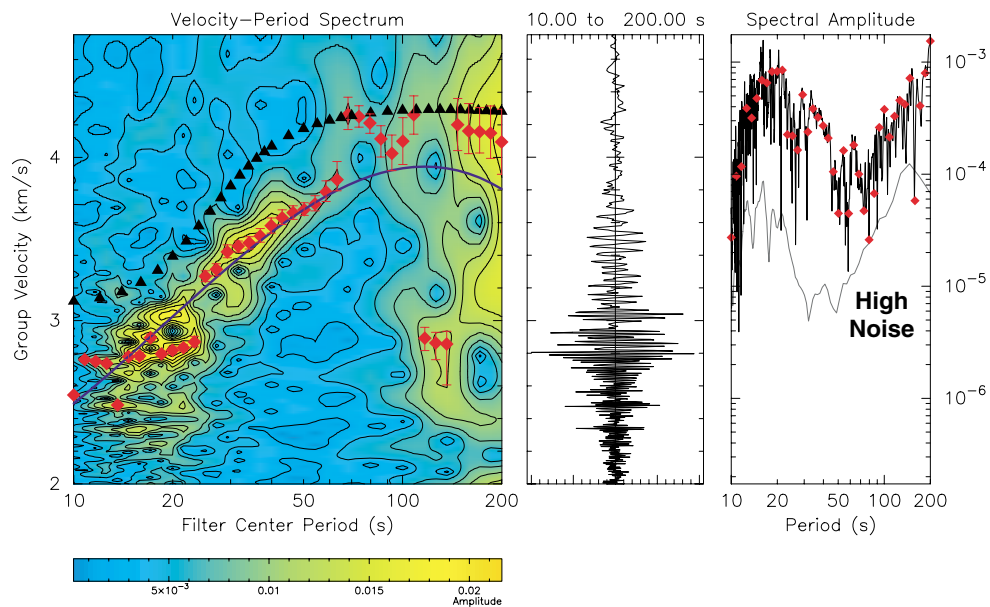 Velocity-Period Spectrum
10.00 to 200.00 s
Spectral Amplitude
Group Velocity (km/s)
4
3
2
10 20 50 100 200
Filter Center Period (s)
10⁻³
10⁻⁴
10⁻⁵
10⁻⁶
High
Noise
10 20 100 200
Period (s)
5×10⁻³ 0.01 0.015 0.02
Amplitude